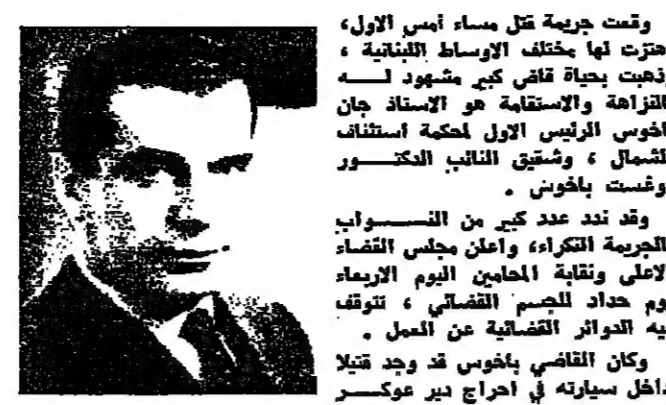 وقعت جريمة قتل مساء أمس الاول،
هتزت لها مختلف الاوساط اللبنانية ،
ذهبت بحياة قاض كبير مشهود لـــه
النزاهة والاستقامة هو الاستاذ جان
اخوس الرئيس الاول لمحكمة استئناف
لشمال ، وشقيق النائب الدكتـــور
وغست باخوس .
وقد ندد عدد كبير من النـــواب
الجريمة النكراء، واعلن مجلس القضاء
لاعلى ونقابة المحامين اليوم الاربعاء
وم حداد للجسم القضائي ، تتوقف
يه الدوائر القضائية عن العمل .
وكان القاضي باخوس قد وجد قتيلا
داخل سيارته في احراج دير عوكـــر